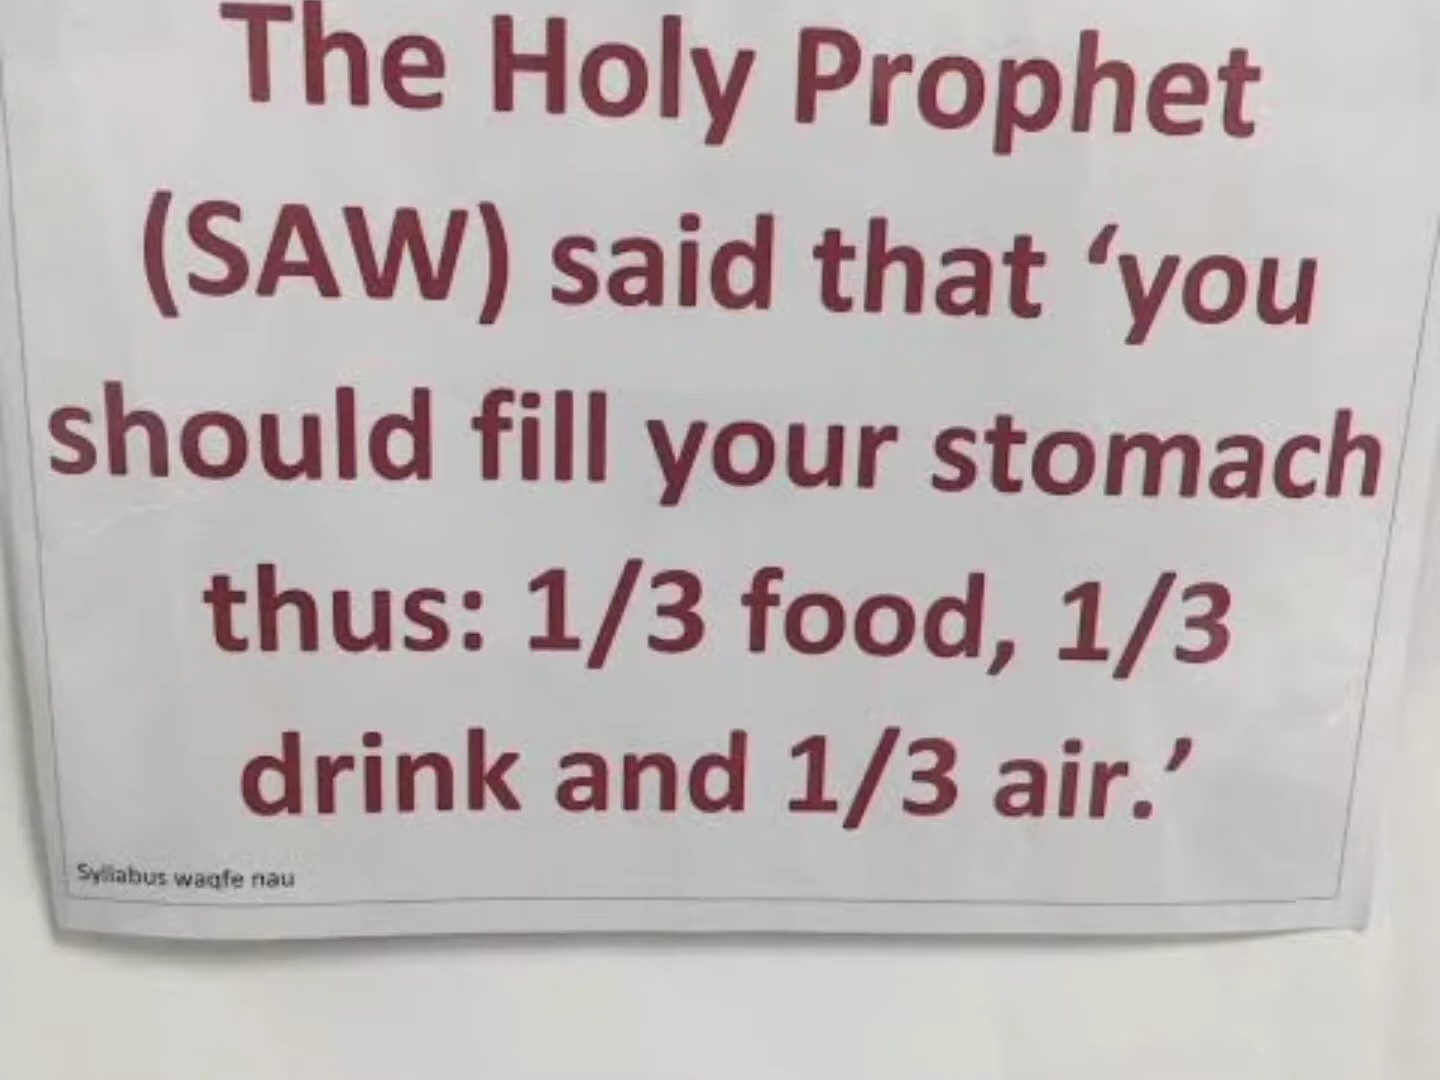 The Holy Prophet
(SAW) said that ‘you
should fill your stomach
thus: 1/3 food, 1/3
drink and 1/3 air.’
Syllabus waqfe nau